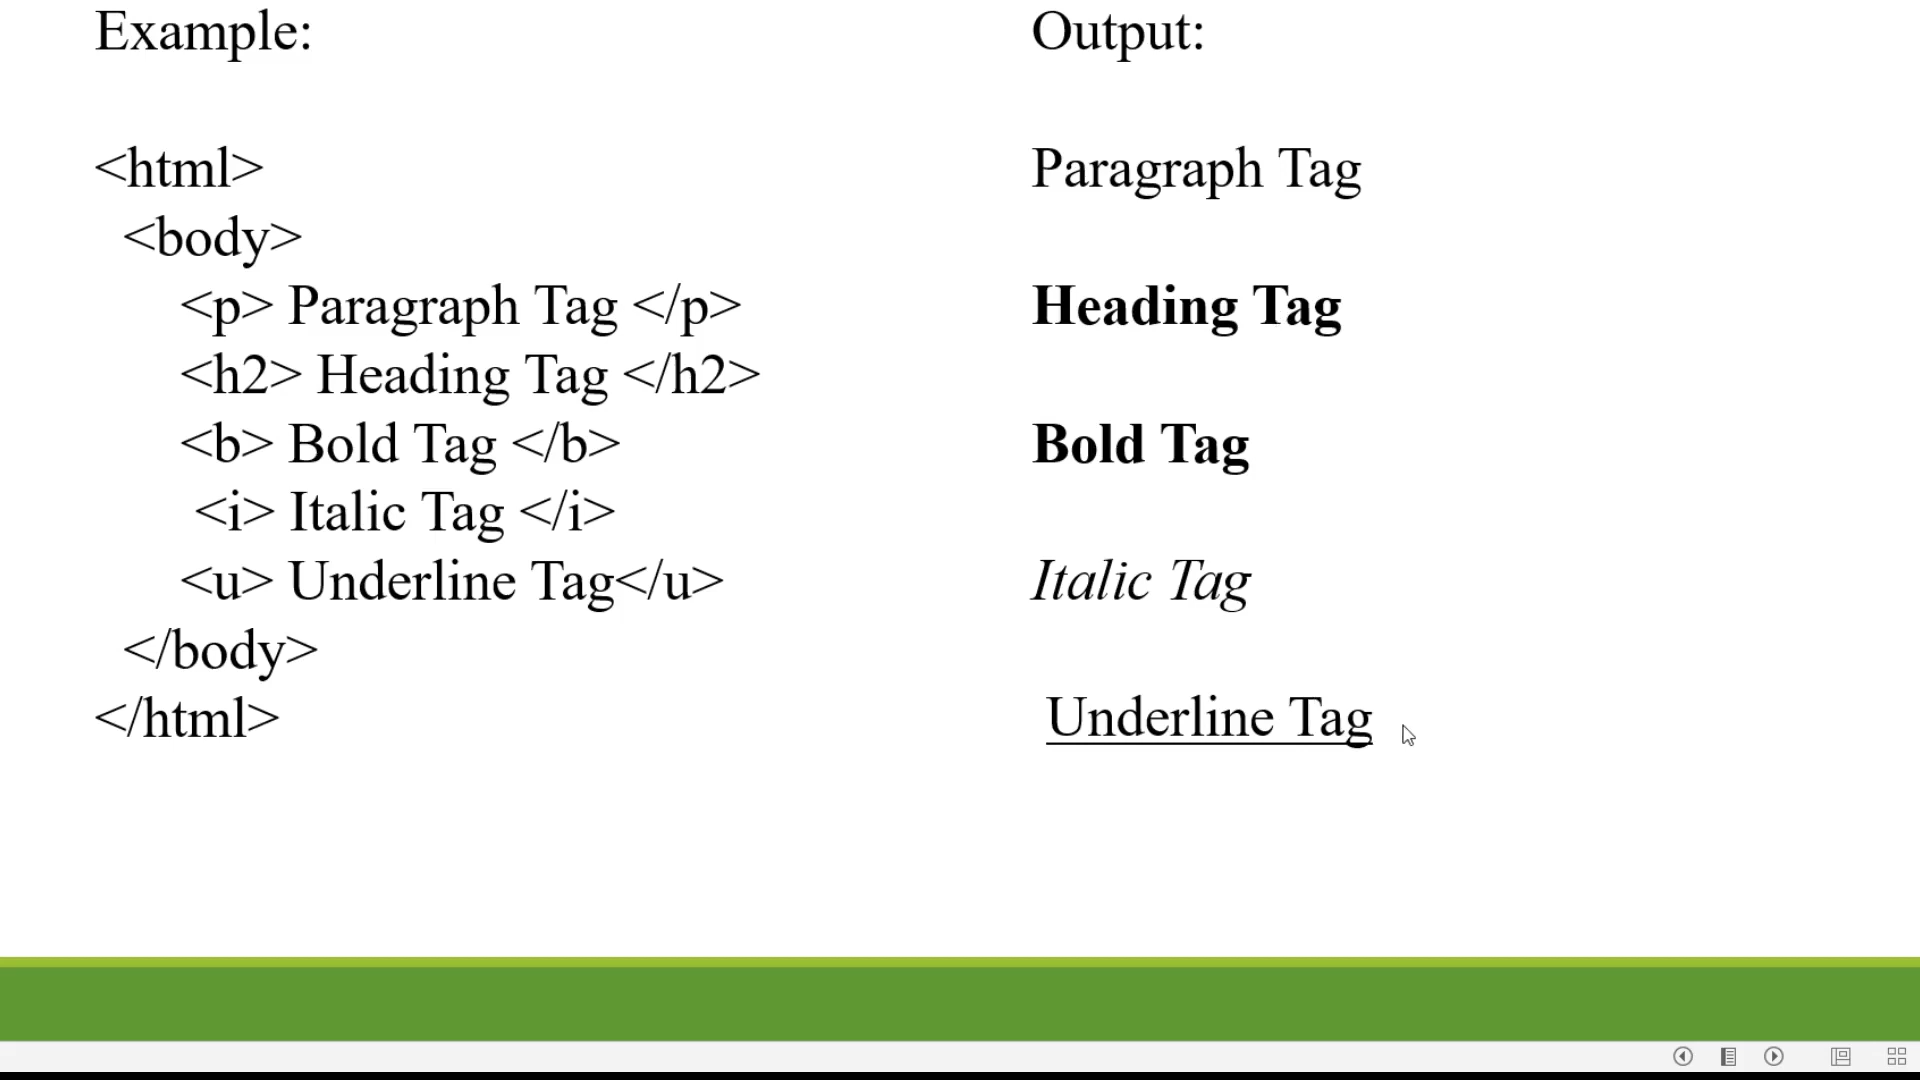 Example:
<html>
<body>
<p> Paragraph Tag </p>
<h2> Heading Tag </h2>
<b> Bold Tag </b>
<i> Italic Tag </i>
<u> Underline Tag</u>
</body>
</html>
Output:
Paragraph Tag
Heading Tag
Bold Tag
Italic Tag
Underline Tag